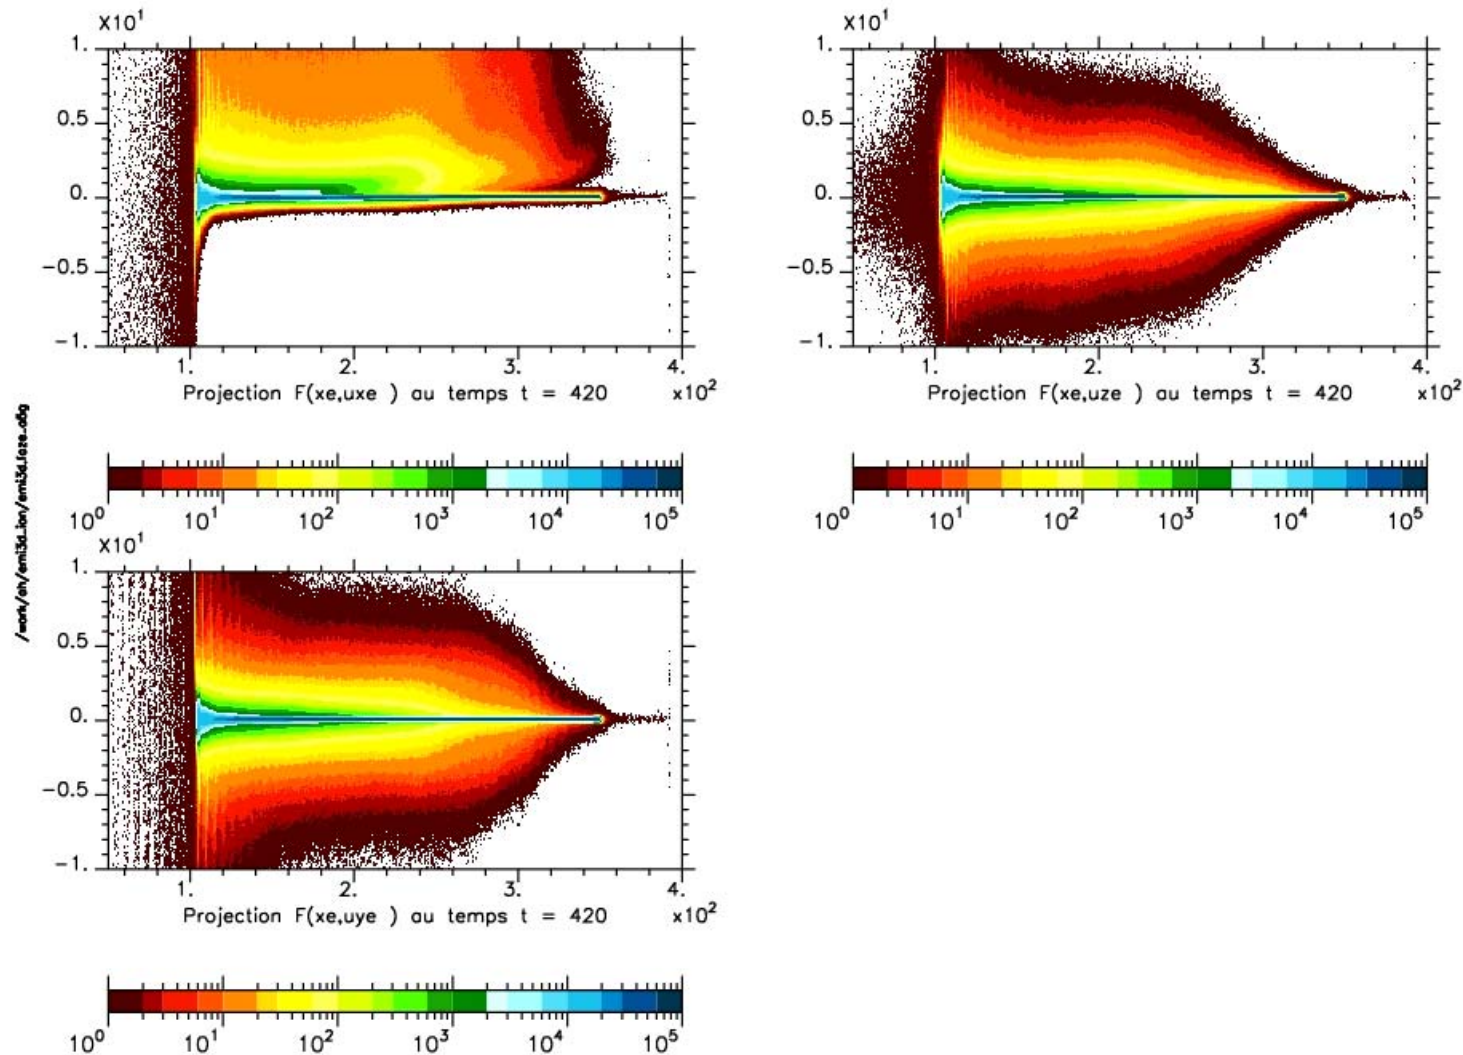 X10¹
1.
0.5
0.
−0.5
−1.
1. 2. 3. 4.
Projection F(xe,uxe ) au temps t = 420 x10²
10⁰ 10¹ 10² 10³ 10⁴ 10⁵
X10¹
1.
0.5
0.
−0.5
−1.
1. 2. 3. 4.
Projection F(xe,uze ) au temps t = 420 x10²
10⁰ 10¹ 10² 10³ 10⁴ 10⁵
X10¹
1.
0.5
0.
−0.5
−1.
1. 2. 3. 4.
Projection F(xe,uye ) au temps t = 420 x10²
10⁰ 10¹ 10² 10³ 10⁴ 10⁵